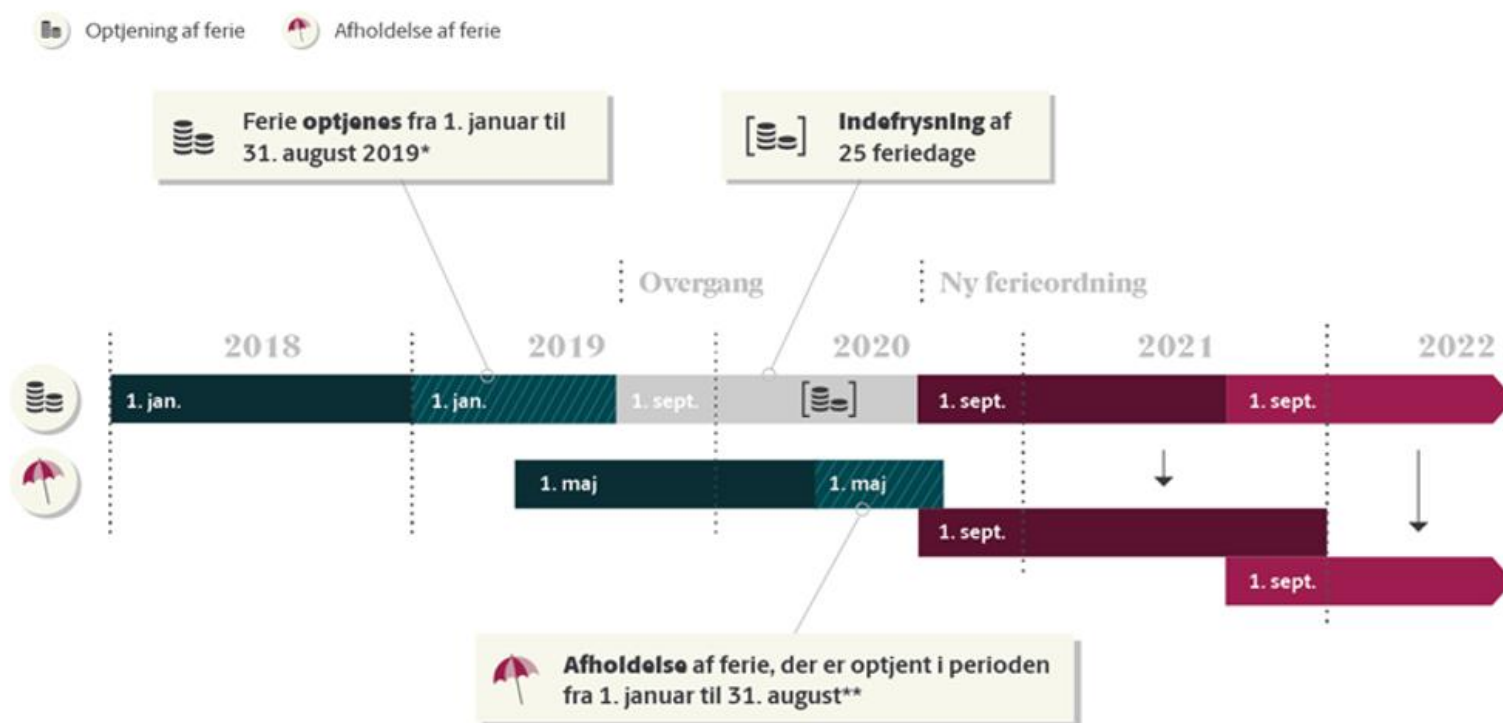 Optjening af ferie
Afholdelse af ferie
Ferie optjenes fra 1. januar til
31. august 2019*
Indefrysning af
25 feriedage
Overgang
Ny ferieordning
2018
2019
2020
2021
2022
1. jan.
1. jan.
1. sept.
1. sept.
1. sept.
1. maj
1. maj
1. sept.
1. sept.
Afholdelse af ferie, der er optjent i perioden
fra 1. januar til 31. august**